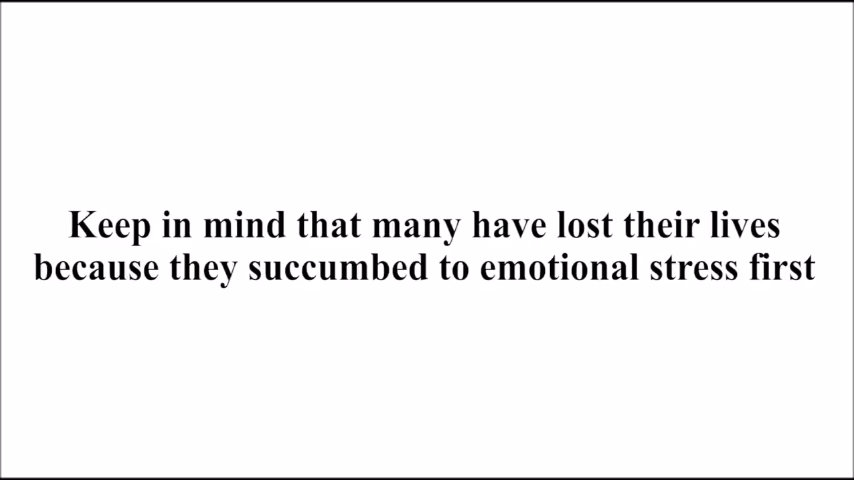 Keep in mind that many have lost their lives
because they succumbed to emotional stress first